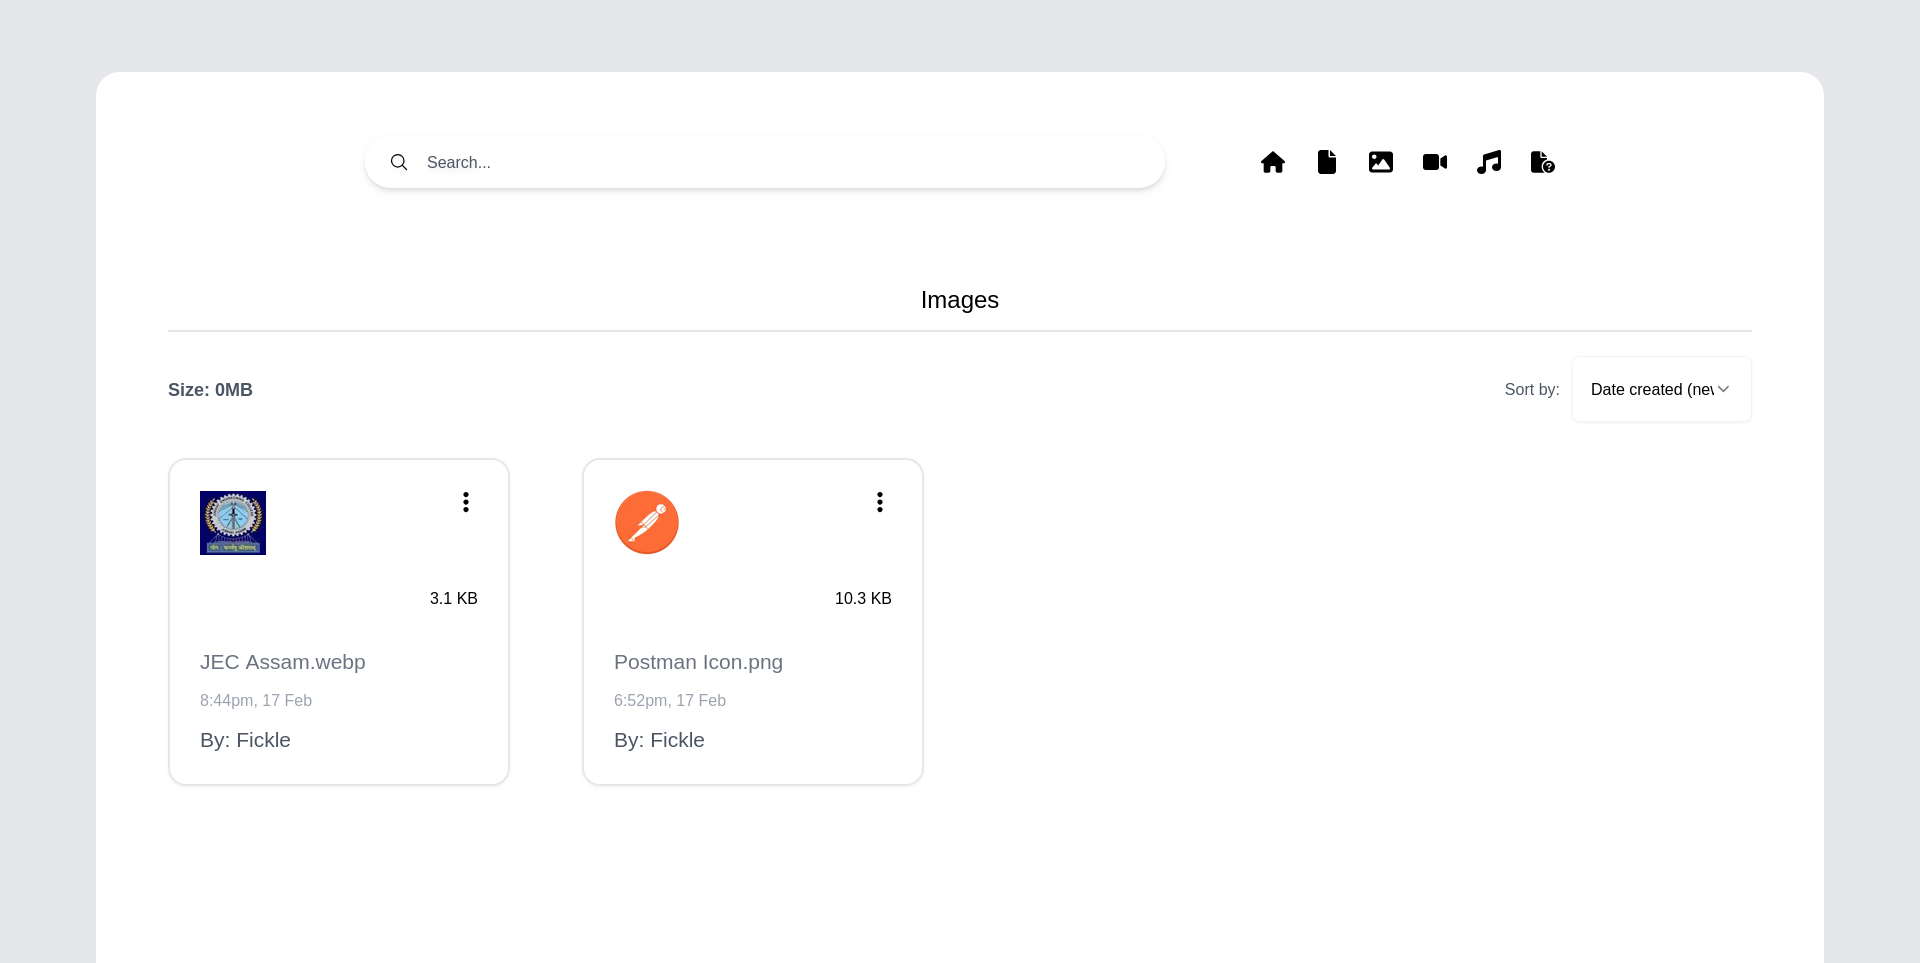 Search...
Images
Size: 0MB
Sort by:
Date created (nev
3.1 KB
JEC Assam.webp
8:44pm, 17 Feb
By: Fickle
10.3 KB
Postman Icon.png
6:52pm, 17 Feb
By: Fickle